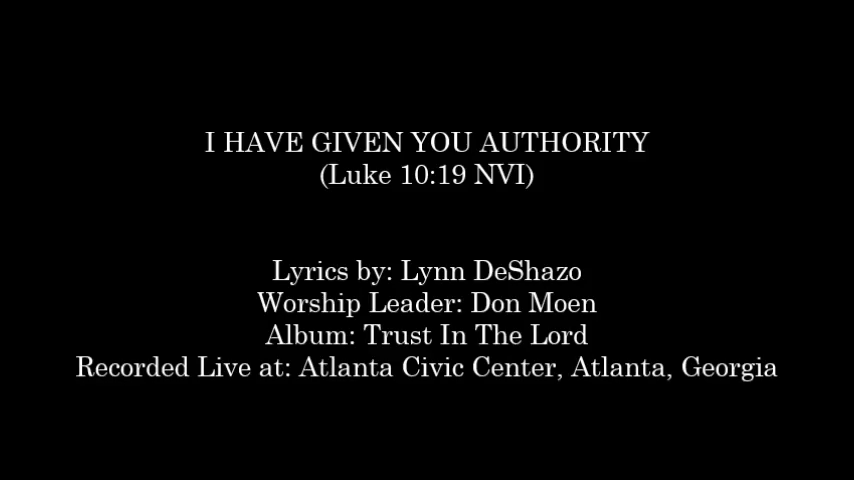 I HAVE GIVEN YOU AUTHORITY
(Luke 10:19 NVI)
Lyrics by: Lynn DeShazo
Worship Leader: Don Moen
Album: Trust In The Lord
Recorded Live at: Atlanta Civic Center, Atlanta, Georgia